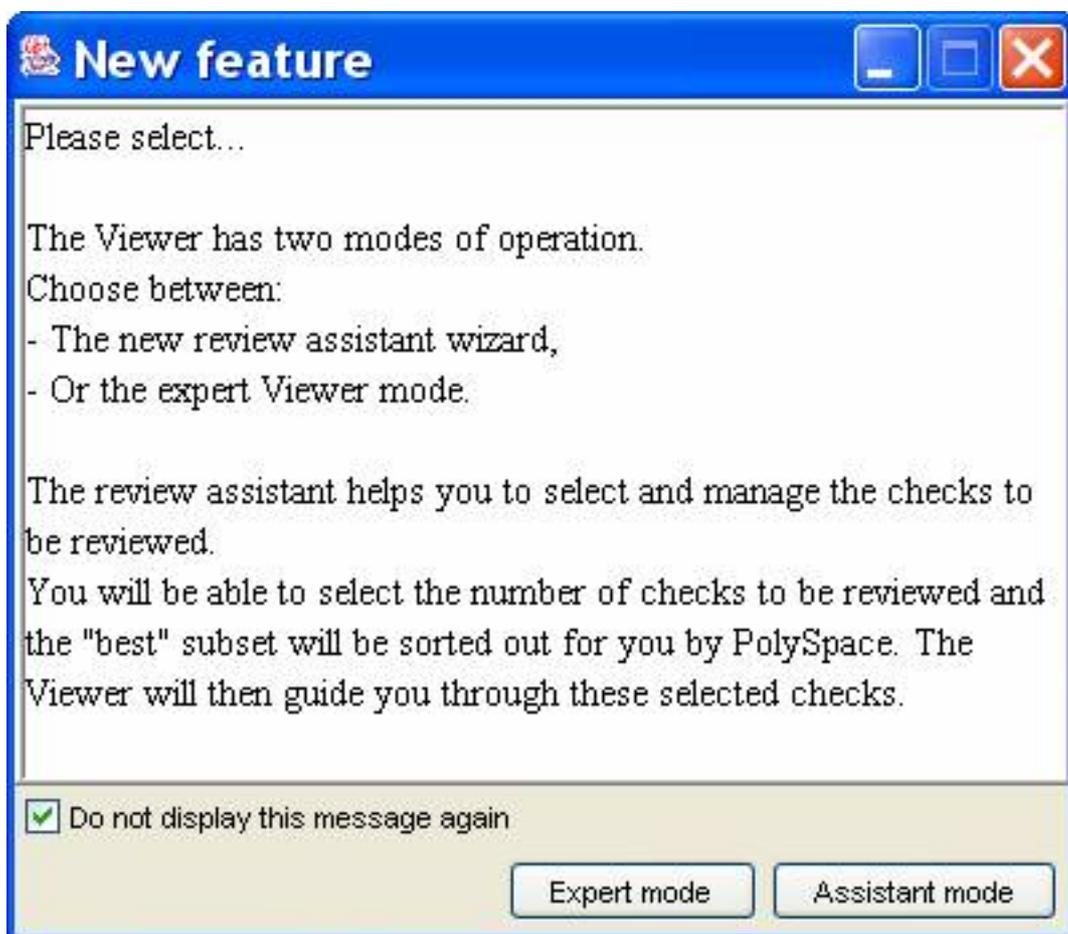 New feature
Please select...
The Viewer has two modes of operation.
Choose between:
- The new review assistant wizard,
- Or the expert Viewer mode.
The review assistant helps you to select and manage the checks to
be reviewed.
You will be able to select the number of checks to be reviewed and
the "best" subset will be sorted out for you by PolySpace. The
Viewer will then guide you through these selected checks.
Do not display this message again
Expert mode
Assistant mode